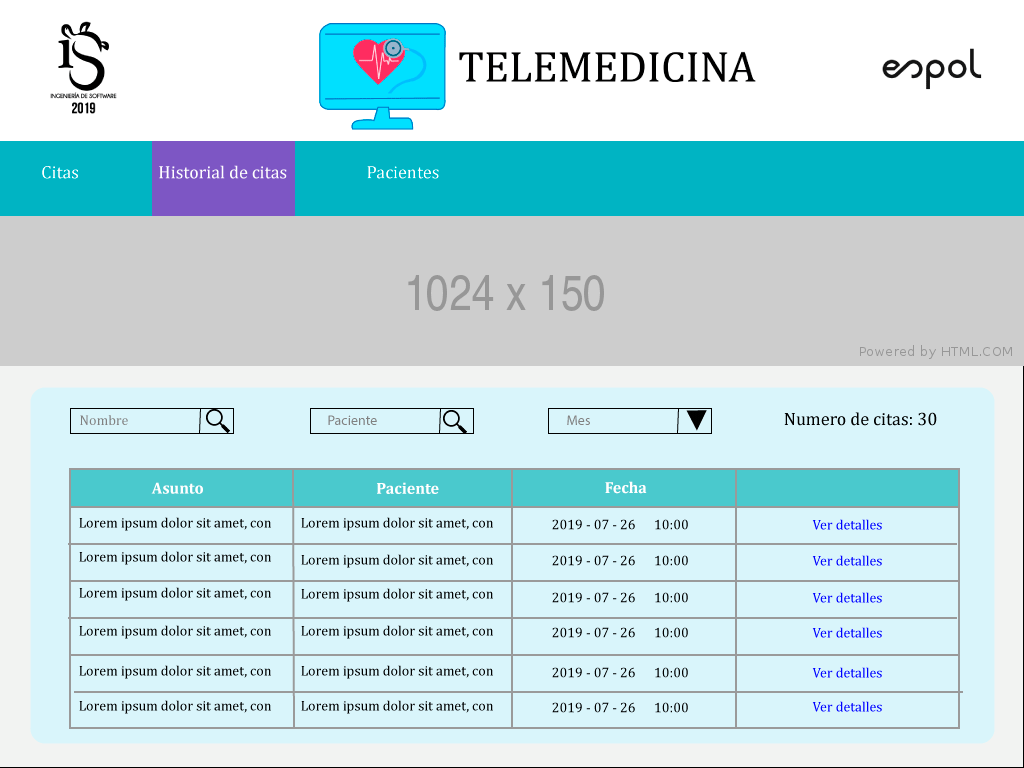 iS
INGENIERÍA DE SOFTWARE
2019
TELEMEDICINA
espol
Citas Historial de citas Pacientes
1024 x 150
Powered by HTML.COM
Nombre Paciente Mes Numero de citas: 30
Asunto Paciente Fecha
Lorem ipsum dolor sit amet, con Lorem ipsum dolor sit amet, con 2019 - 07 - 26 10:00 Ver detalles
Lorem ipsum dolor sit amet, con Lorem ipsum dolor sit amet, con 2019 - 07 - 26 10:00 Ver detalles
Lorem ipsum dolor sit amet, con Lorem ipsum dolor sit amet, con 2019 - 07 - 26 10:00 Ver detalles
Lorem ipsum dolor sit amet, con Lorem ipsum dolor sit amet, con 2019 - 07 - 26 10:00 Ver detalles
Lorem ipsum dolor sit amet, con Lorem ipsum dolor sit amet, con 2019 - 07 - 26 10:00 Ver detalles
Lorem ipsum dolor sit amet, con Lorem ipsum dolor sit amet, con 2019 - 07 - 26 10:00 Ver detalles